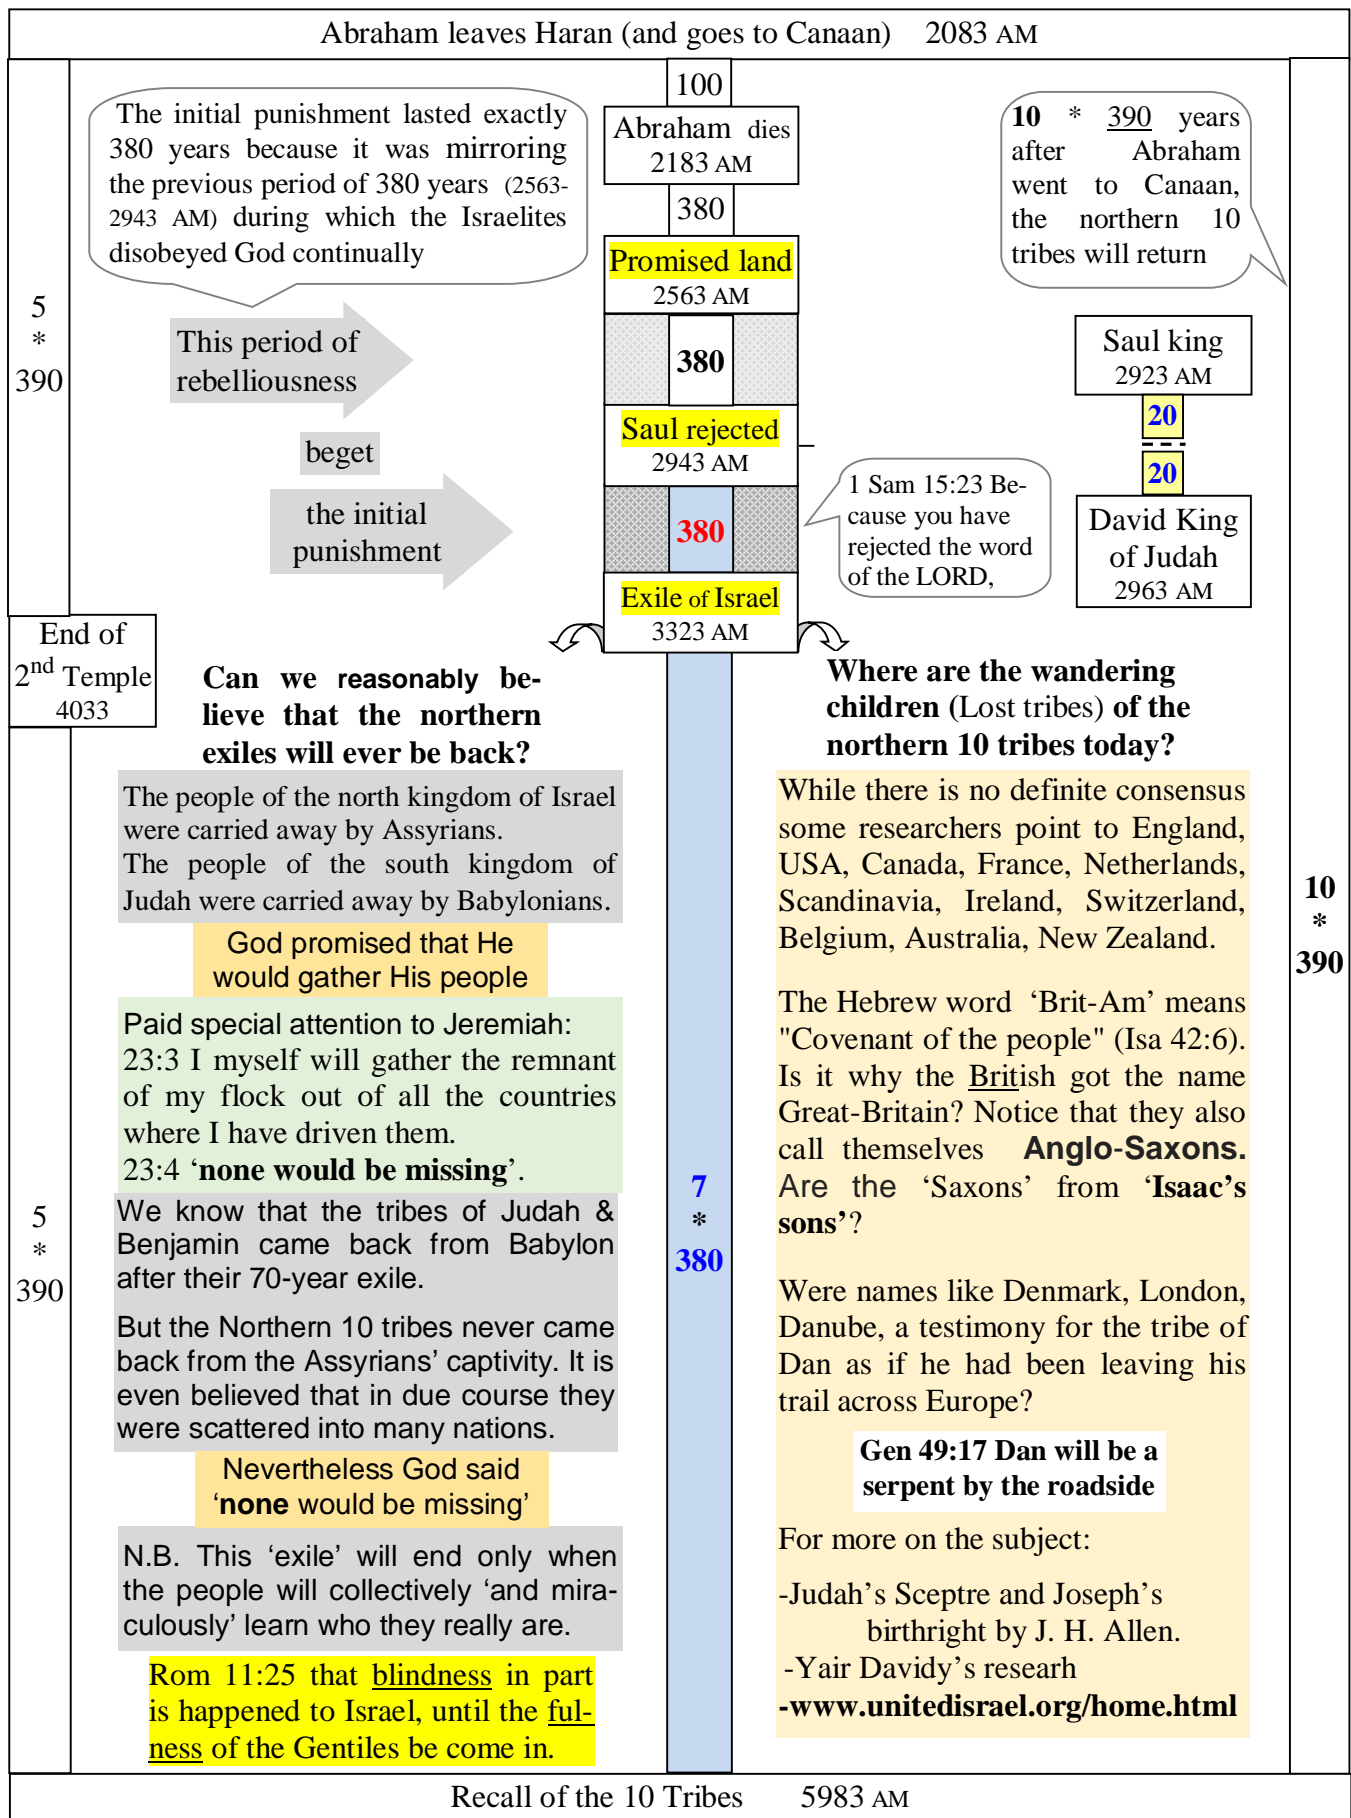 Abraham leaves Haran (and goes to Canaan) 2083 AM
The initial punishment lasted exactly
380 years because it was mirroring
the previous period of 380 years (2563-
2943 AM) during which the Israelites
disobeyed God continually
100
Abraham dies
2183 AM
380
Promised land
2563 AM
380
Saul rejected
2943 AM
380
Exile of Israel
3323 AM
10 * 390 years
after Abraham
went to Canaan,
the northern 10
tribes will return
5
*
390
This period of
rebelliousness
beget
the initial
punishment
Saul king
2923 AM
20
20
David King
of Judah
2963 AM
1 Sam 15:23 Be-
cause you have
rejected the word
of the LORD,
End of
2nd Temple
4033
Can we reasonably be-
lieve that the northern
exiles will ever be back?
The people of the north kingdom of Israel
were carried away by Assyrians.
The people of the south kingdom of
Judah were carried away by Babylonians.
God promised that He
would gather His people
Paid special attention to Jeremiah:
23:3 I myself will gather the remnant
of my flock out of all the countries
where I have driven them.
23:4 ‘none would be missing’.
We know that the tribes of Judah &
Benjamin came back from Babylon
after their 70-year exile.
But the Northern 10 tribes never came
back from the Assyrians’ captivity. It is
even believed that in due course they
were scattered into many nations.
Nevertheless God said
‘none would be missing’
N.B. This ‘exile’ will end only when
the people will collectively ‘and mira-
culously’ learn who they really are.
Rom 11:25 that blindness in part
is happened to Israel, until the ful-
ness of the Gentiles be come in.
5
*
390
7
*
380
Where are the wandering
children (Lost tribes) of the
northern 10 tribes today?
While there is no definite consensus
some researchers point to England,
USA, Canada, France, Netherlands,
Scandinavia, Ireland, Switzerland,
Belgium, Australia, New Zealand.
The Hebrew word ‘Brit-Am’ means
"Covenant of the people" (Isa 42:6).
Is it why the British got the name
Great-Britain? Notice that they also
call themselves Anglo-Saxons.
Are the ‘Saxons’ from ‘Isaac’s
sons’?
Were names like Denmark, London,
Danube, a testimony for the tribe of
Dan as if he had been leaving his
trail across Europe?
Gen 49:17 Dan will be a
serpent by the roadside
For more on the subject:
-Judah’s Sceptre and Joseph’s
birthright by J. H. Allen.
-Yair Davidy’s researh
-www.unitedisrael.org/home.html
10
*
390
Recall of the 10 Tribes 5983 AM